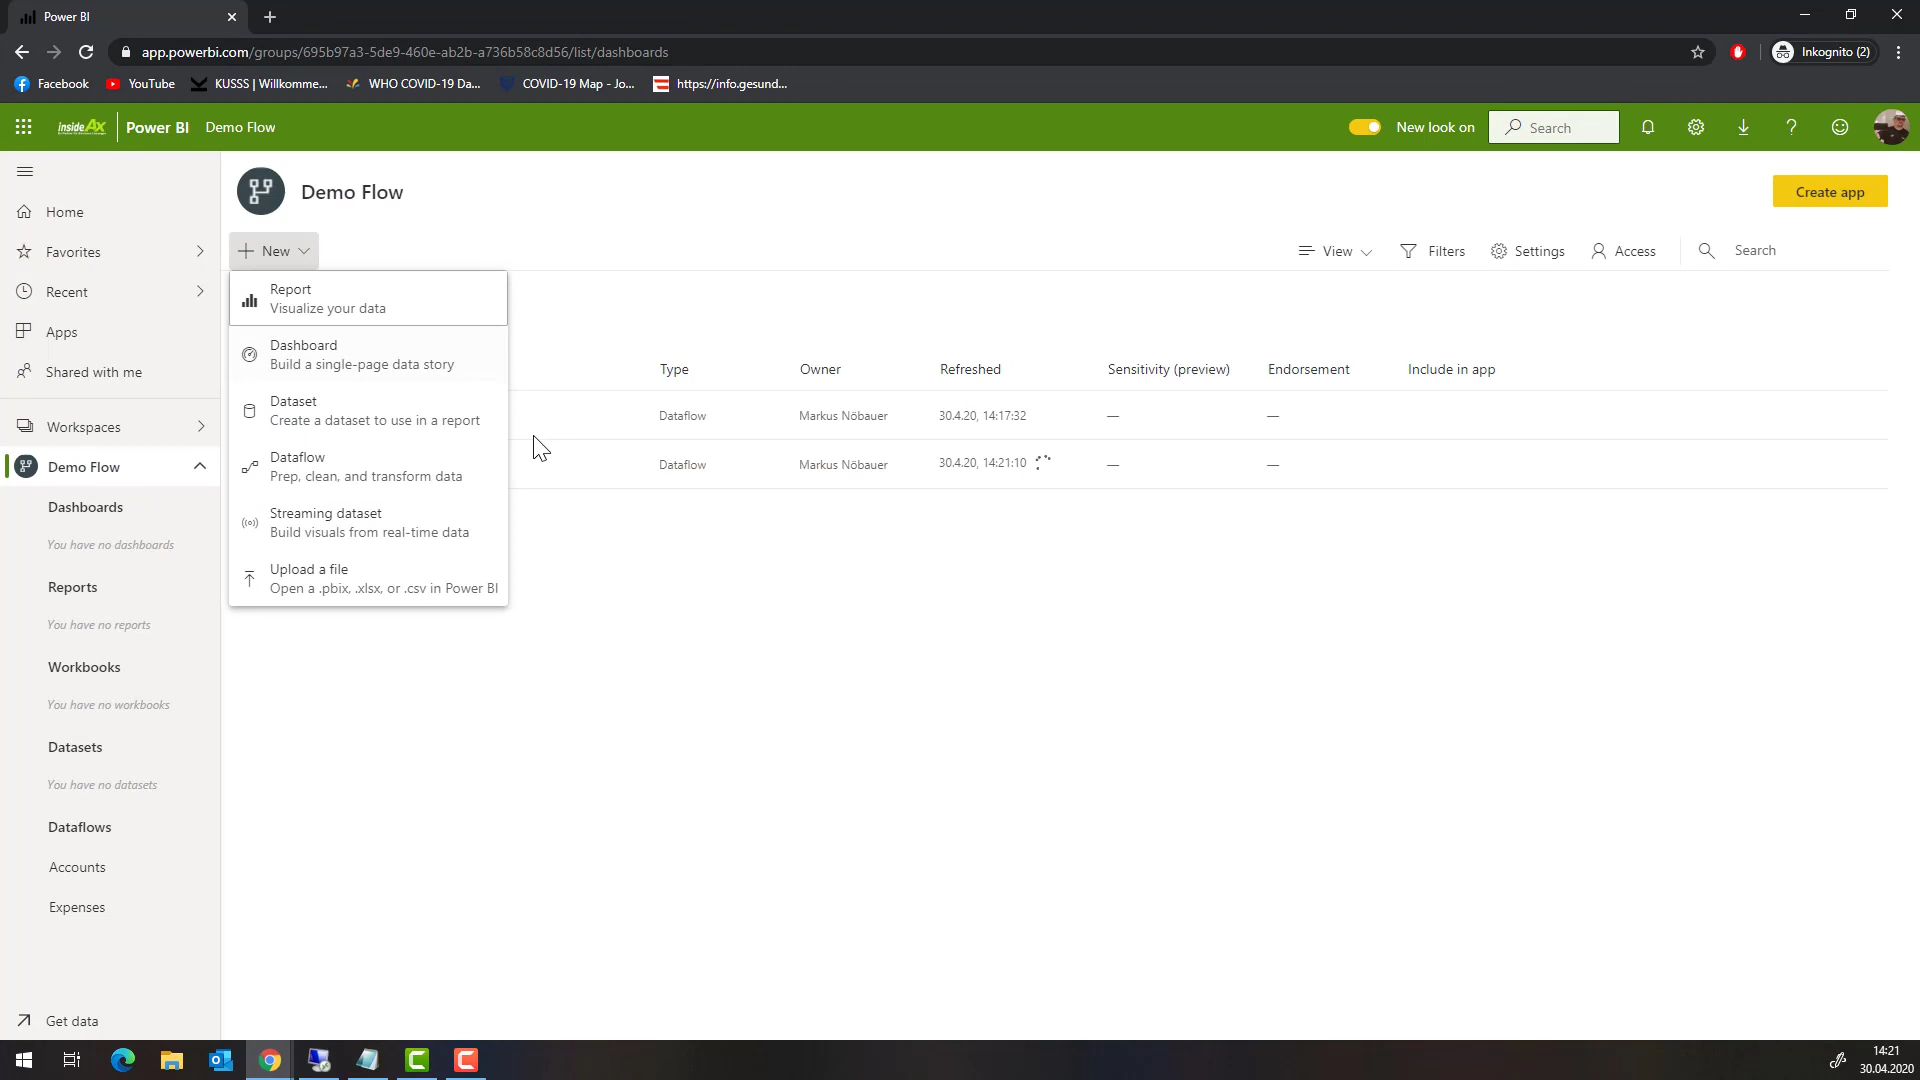 Power BI
app.powerbi.com/groups/695b97a3-5de9-460e-ab2b-a736b58c8d56/list/dashboards
Inkognito (2)
Facebook
YouTube
KUSSS | Willkomme...
WHO COVID-19 Da...
COVID-19 Map - Jo...
https://info.gesund...
insideAx
Power BI
Demo Flow
New look on
Search
Home
Favorites
Recent
Apps
Shared with me
Workspaces
Demo Flow
Dashboards
You have no dashboards
Reports
You have no reports
Workbooks
You have no workbooks
Datasets
You have no datasets
Dataflows
Accounts
Expenses
Get data
Demo Flow
Create app
New
View
Filters
Settings
Access
Search
Report
Visualize your data
Dashboard
Build a single-page data story
Dataset
Create a dataset to use in a report
Dataflow
Prep, clean, and transform data
Streaming dataset
Build visuals from real-time data
Upload a file
Open a .pbix, .xlsx, or .csv in Power BI
Type Owner Refreshed Sensitivity (preview) Endorsement Include in app
Dataflow Markus Nöbauer 30.4.20, 14:17:32 — —
Dataflow Markus Nöbauer 30.4.20, 14:21:10 — —
14:21
30.04.2020